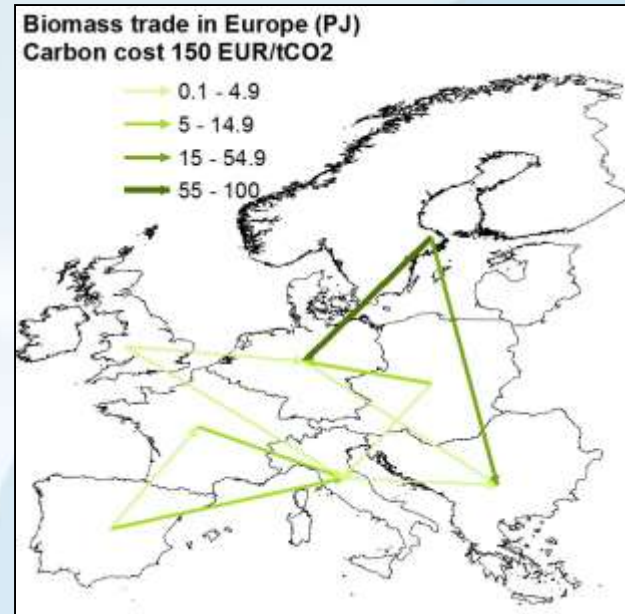 Biomass trade in Europe (PJ)
Carbon cost 150 EUR/tCO2
0.1 - 4.9
5 - 14.9
15 - 54.9
55 - 100